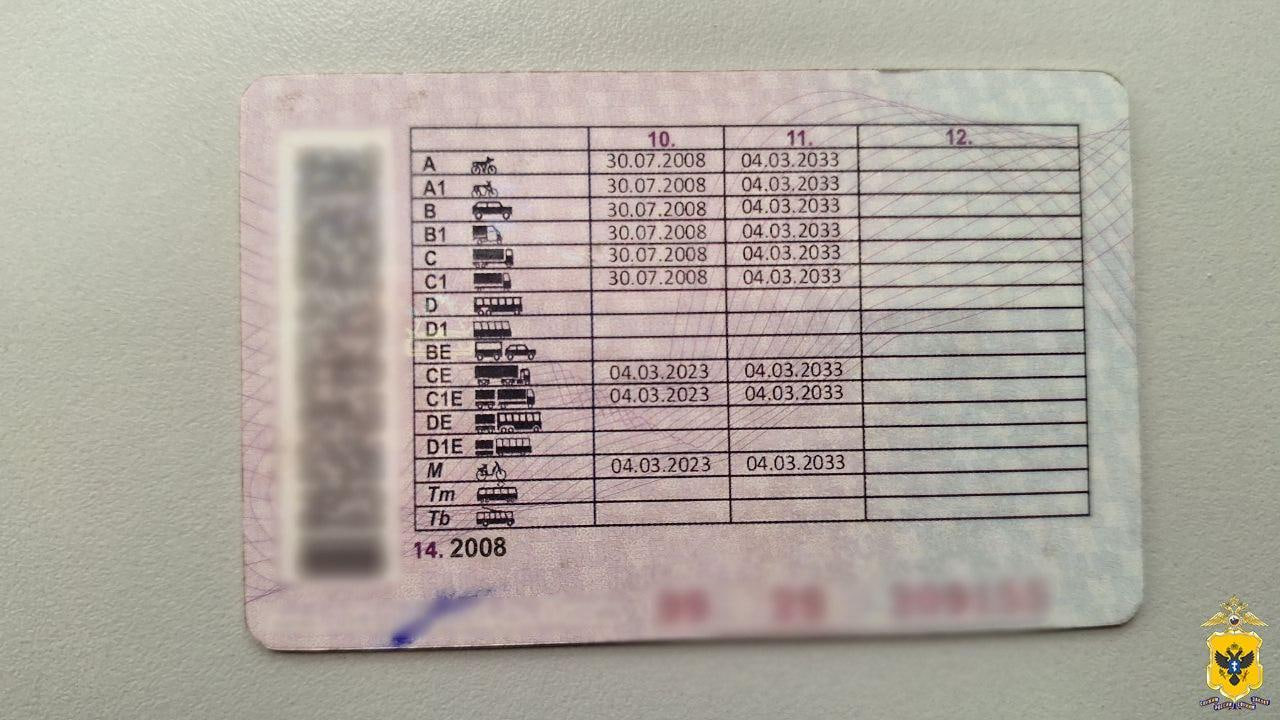 10. 11. 12.
A 30.07.2008 04.03.2033
A1 30.07.2008 04.03.2033
B 30.07.2008 04.03.2033
B1 30.07.2008 04.03.2033
C 30.07.2008 04.03.2033
C1 30.07.2008 04.03.2033
D
D1
BE
CE 04.03.2023 04.03.2033
C1E 04.03.2023 04.03.2033
DE
D1E
M 04.03.2023 04.03.2033
Tm
Tb
14. 2008